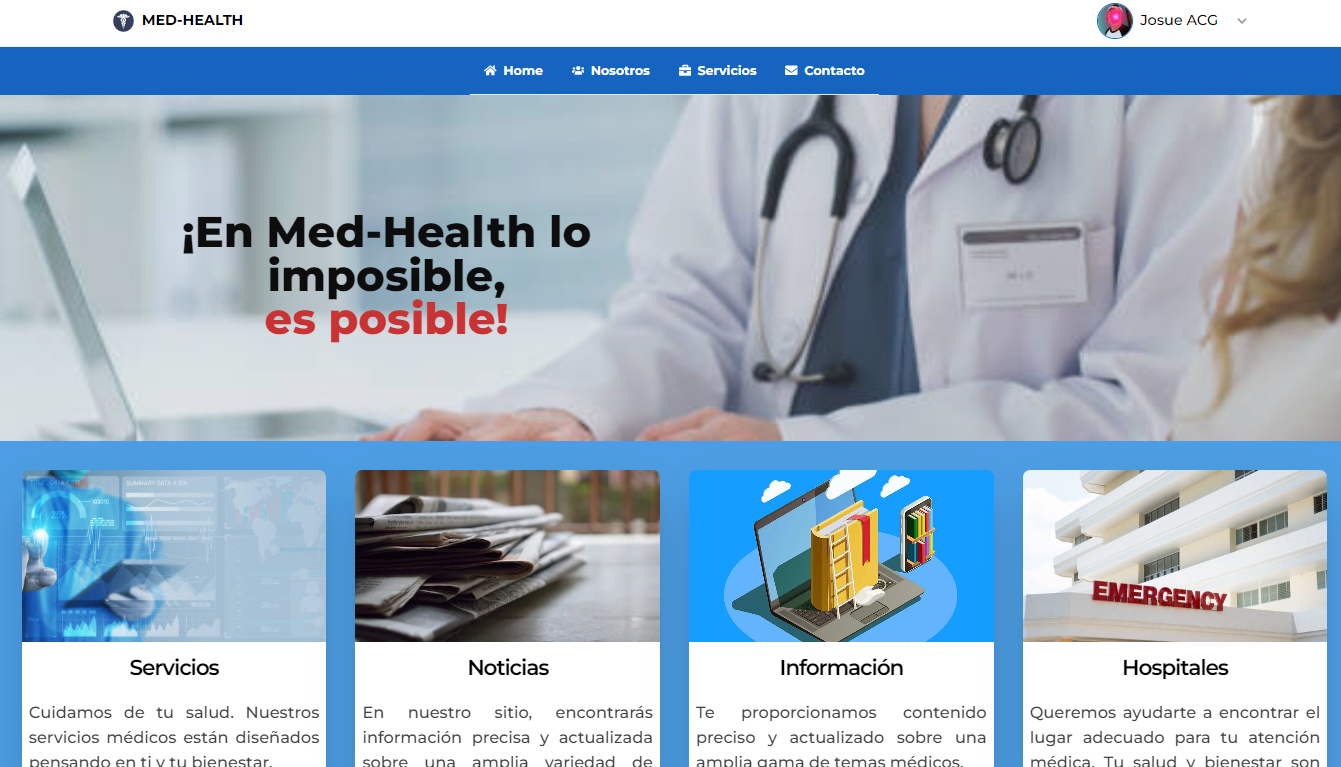 MED-HEALTH
Josue ACG
Home Nosotros Servicios Contacto
¡En Med-Health lo
imposible,
es posible!
SUMMARY DATA
25%
EMERGENCY
Servicios
Cuidamos de tu salud. Nuestros
servicios médicos están diseñados
pensando en ti y tu bienestar.
Noticias
En nuestro sitio, encontrarás
información precisa y actualizada
sobre una amplia variedad de
Información
Te proporcionamos contenido
preciso y actualizado sobre una
amplia gama de temas médicos.
Hospitales
Queremos ayudarte a encontrar el
lugar adecuado para tu atención
médica. Tu salud y bienestar son